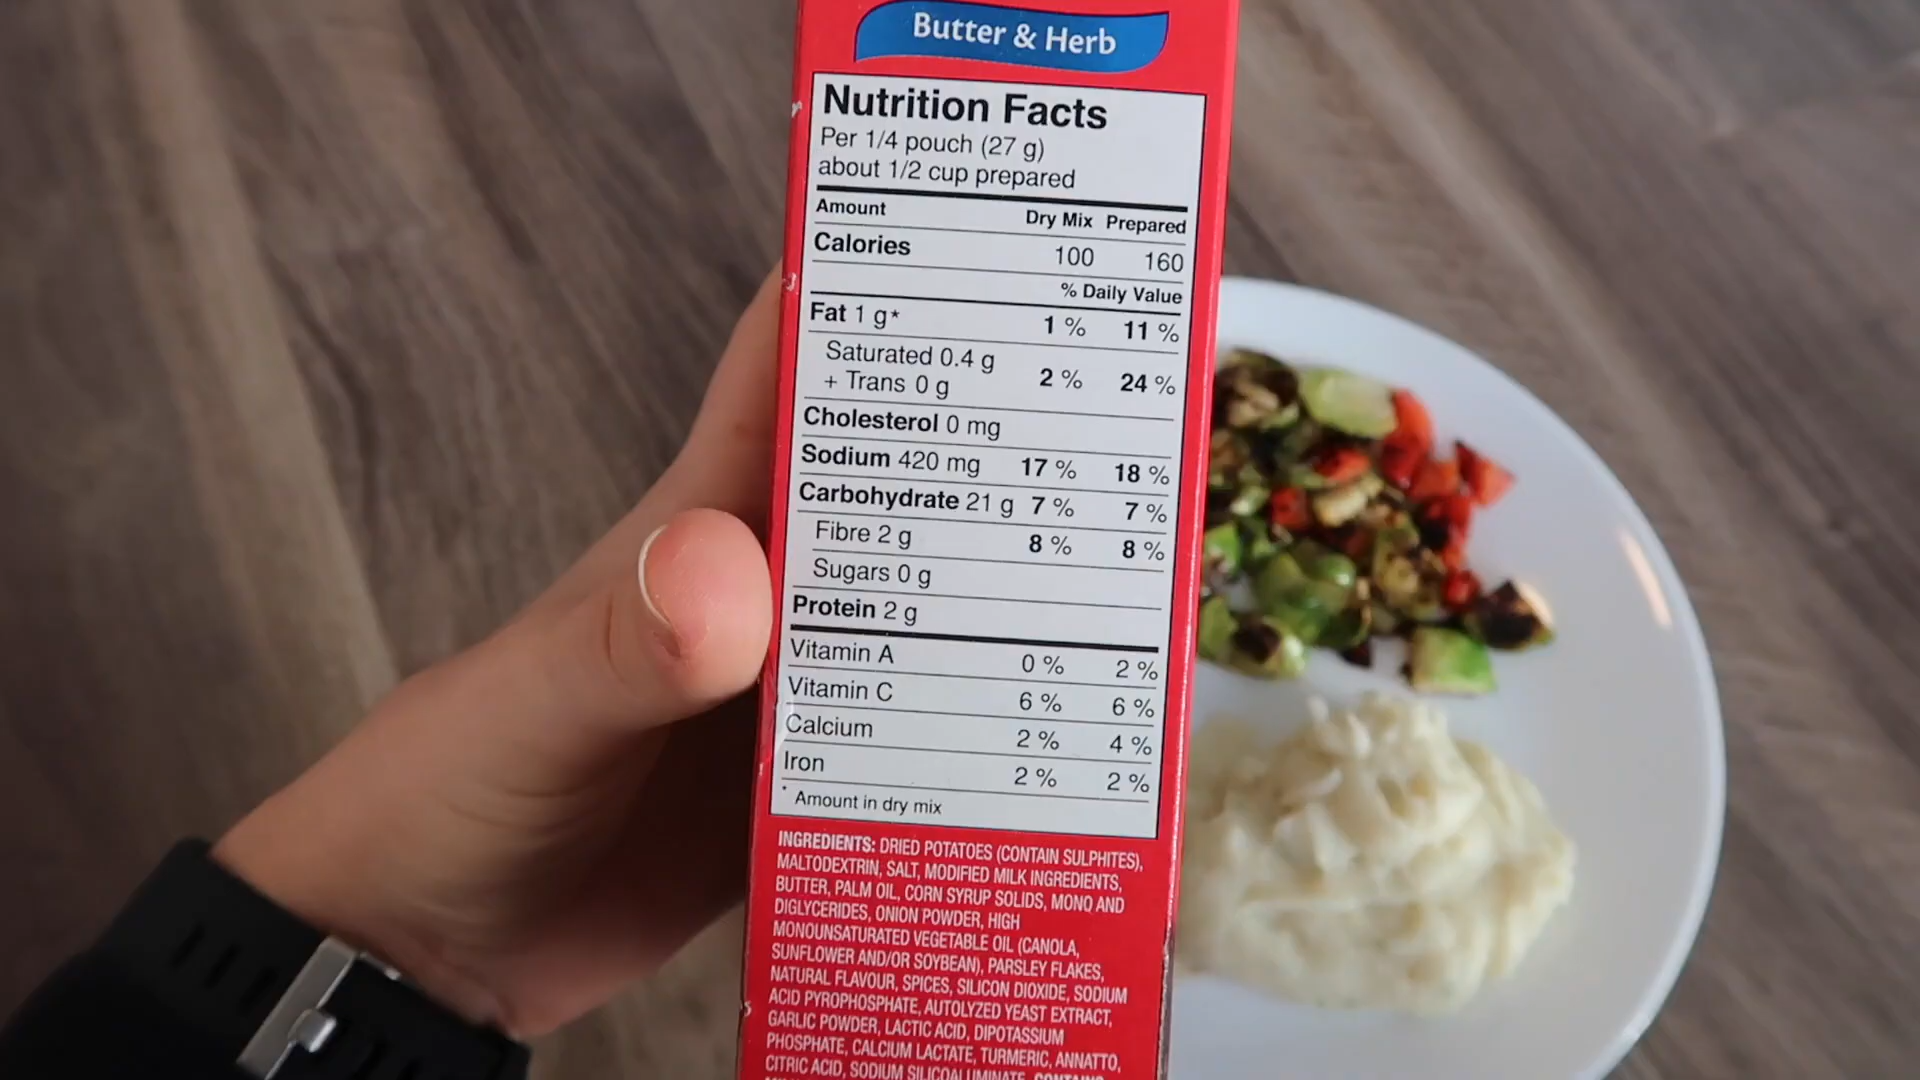 Butter & Herb
Nutrition Facts
Per 1/4 pouch (27 g)
about 1/2 cup prepared
Amount Dry Mix Prepared
Calories 100 160
% Daily Value
Fat 1 g* 1 % 11 %
Saturated 0.4 g
+ Trans 0 g 2 % 24 %
Cholesterol 0 mg
Sodium 420 mg 17 % 18 %
Carbohydrate 21 g 7 % 7 %
Fibre 2 g 8 % 8 %
Sugars 0 g
Protein 2 g
Vitamin A 0 % 2 %
Vitamin C 6 % 6 %
Calcium 2 % 4 %
Iron 2 % 2 %
* Amount in dry mix
INGREDIENTS: DRIED POTATOES (CONTAIN SULPHITES),
MALTODEXTRIN, SALT, MODIFIED MILK INGREDIENTS,
BUTTER, PALM OIL, CORN SYRUP SOLIDS, MONO AND
DIGLYCERIDES, ONION POWDER, HIGH
MONOUNSATURATED VEGETABLE OIL (CANOLA,
SUNFLOWER AND/OR SOYBEAN), PARSLEY FLAKES,
NATURAL FLAVOUR, SPICES, SILICON DIOXIDE, SODIUM
ACID PYROPHOSPHATE, AUTOLYZED YEAST EXTRACT,
GARLIC POWDER, LACTIC ACID, DIPOTASSIUM
PHOSPHATE, CALCIUM LACTATE, TURMERIC, ANNATTO,
CITRIC ACID, SODIUM SILICOALUMINATE. CONTAINS